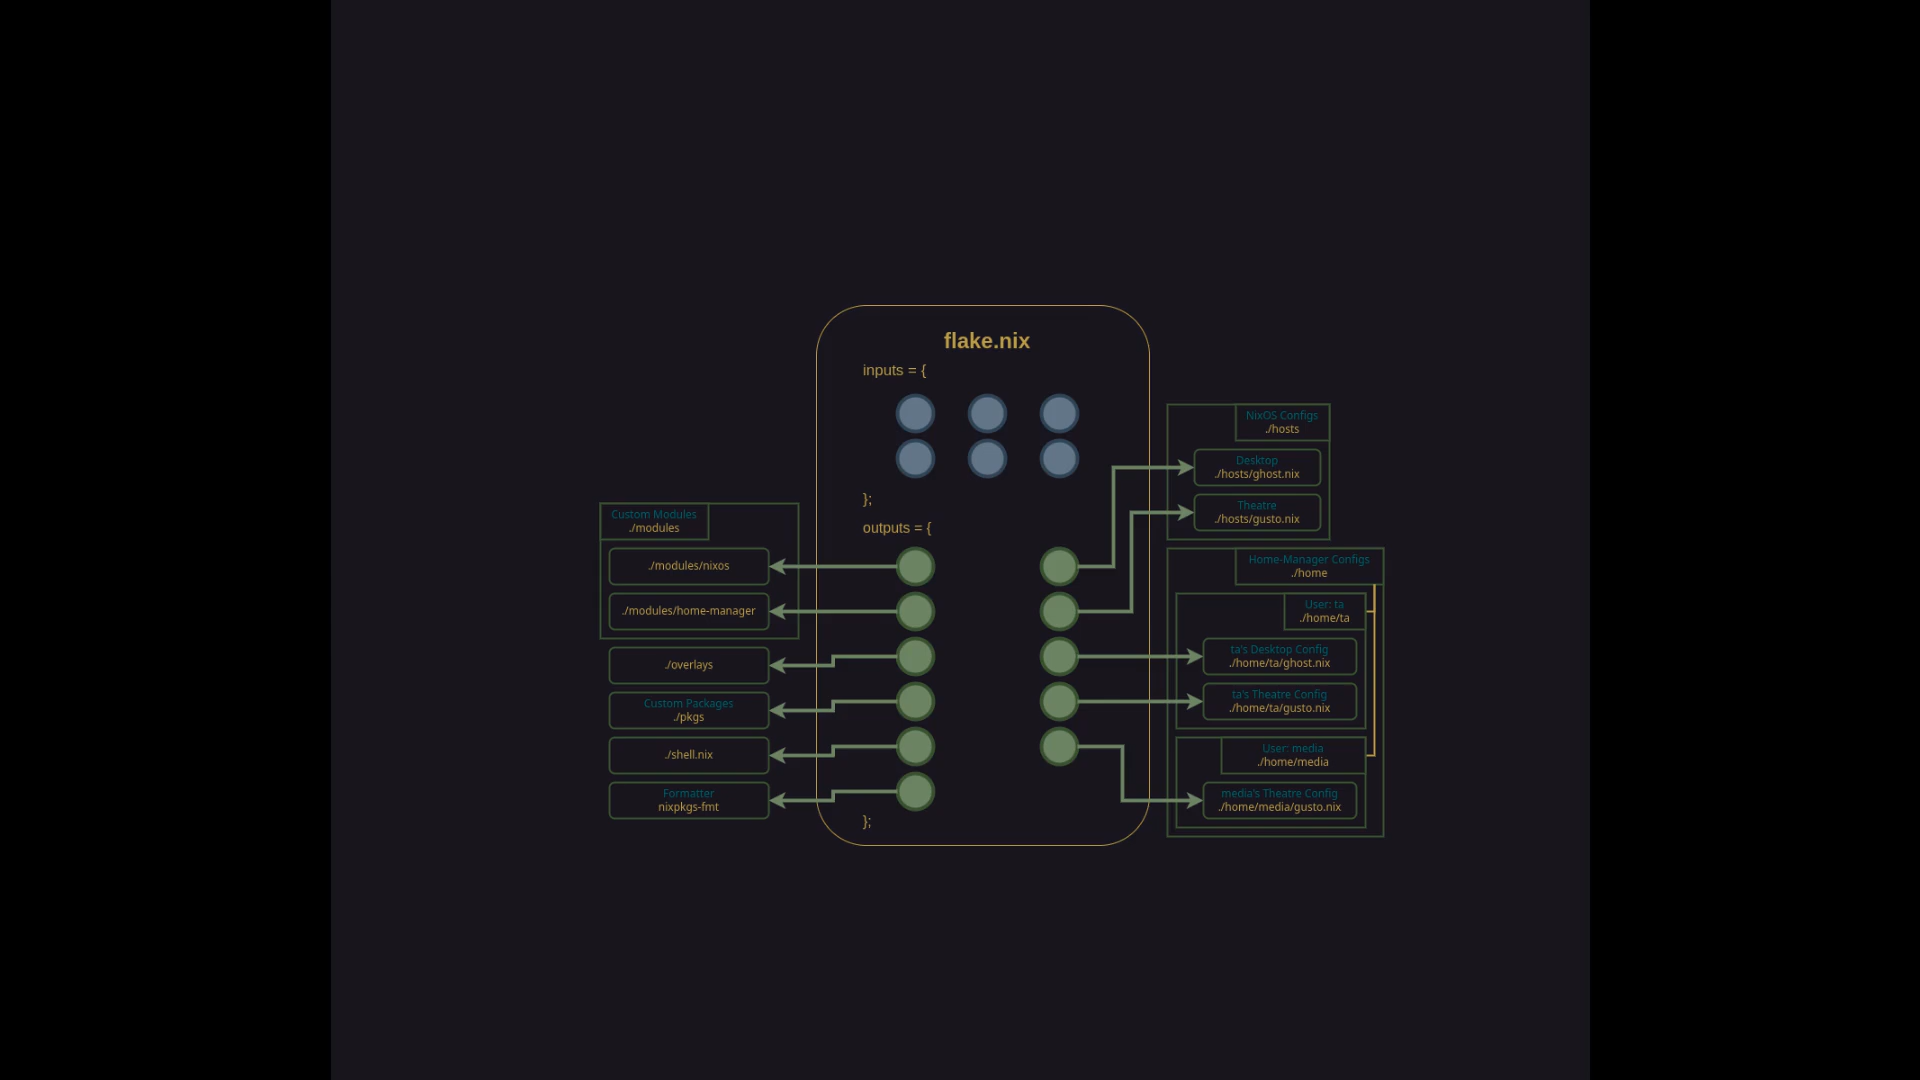 flake.nix
inputs = {
};
outputs = {
};
Custom Modules
./modules
./modules/nixos
./modules/home-manager
./overlays
Custom Packages
./pkgs
./shell.nix
Formatter
nixpkgs-fmt
NixOS Configs
./hosts
Desktop
./hosts/ghost.nix
Theatre
./hosts/gusto.nix
Home-Manager Configs
./home
User: ta
./home/ta
ta's Desktop Config
./home/ta/ghost.nix
ta's Theatre Config
./home/ta/gusto.nix
User: media
./home/media
media's Theatre Config
./home/media/gusto.nix